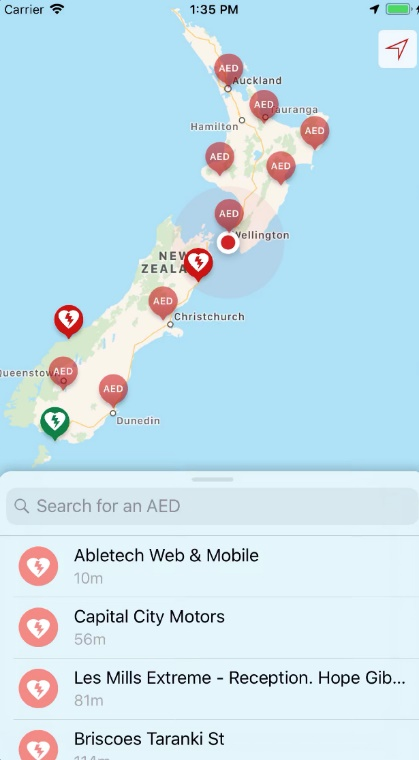 Carrier 1:35 PM
AED
Auckland
AED
auranga
Hamilton
AED
AED
AED
AED
Wellington
NEW
ZEALA
AED
Christchurch
Queenstow
AED
AED
Dunedin
Search for an AED
Abletech Web & Mobile
10m
Capital City Motors
56m
Les Mills Extreme - Reception. Hope Gib...
81m
Briscoes Taranki St
114m